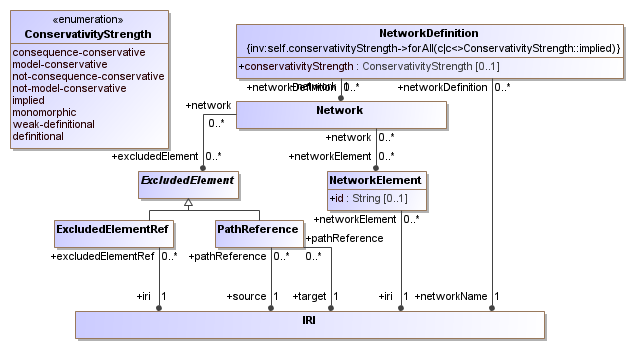 «enumeration»
ConservativityStrength
consequence-conservative
model-conservative
not-consequence-conservative
not-model-conservative
implied
monomorphic
weak-definitional
definitional
NetworkDefinition
{inv:self.conservativityStrength->forAll(c|c<>ConservativityStrength::implied)}
+conservativityStrength : ConservativityStrength [0..1]
+networkDefinition 0..*
+network 1
+networkDefinition 0..*
Network
+network
0..*
+excludedElement 0..*
+network 0..*
+networkElement 0..*
ExcludedElement
NetworkElement
+id : String [0..1]
+networkElement 0..*
ExcludedElementRef
PathReference
+pathReference
+excludedElementRef 0..*
+pathReference 0..* 0..*
+iri 1
+source 1
+target 1
+iri 1
+networkName 1
IRI